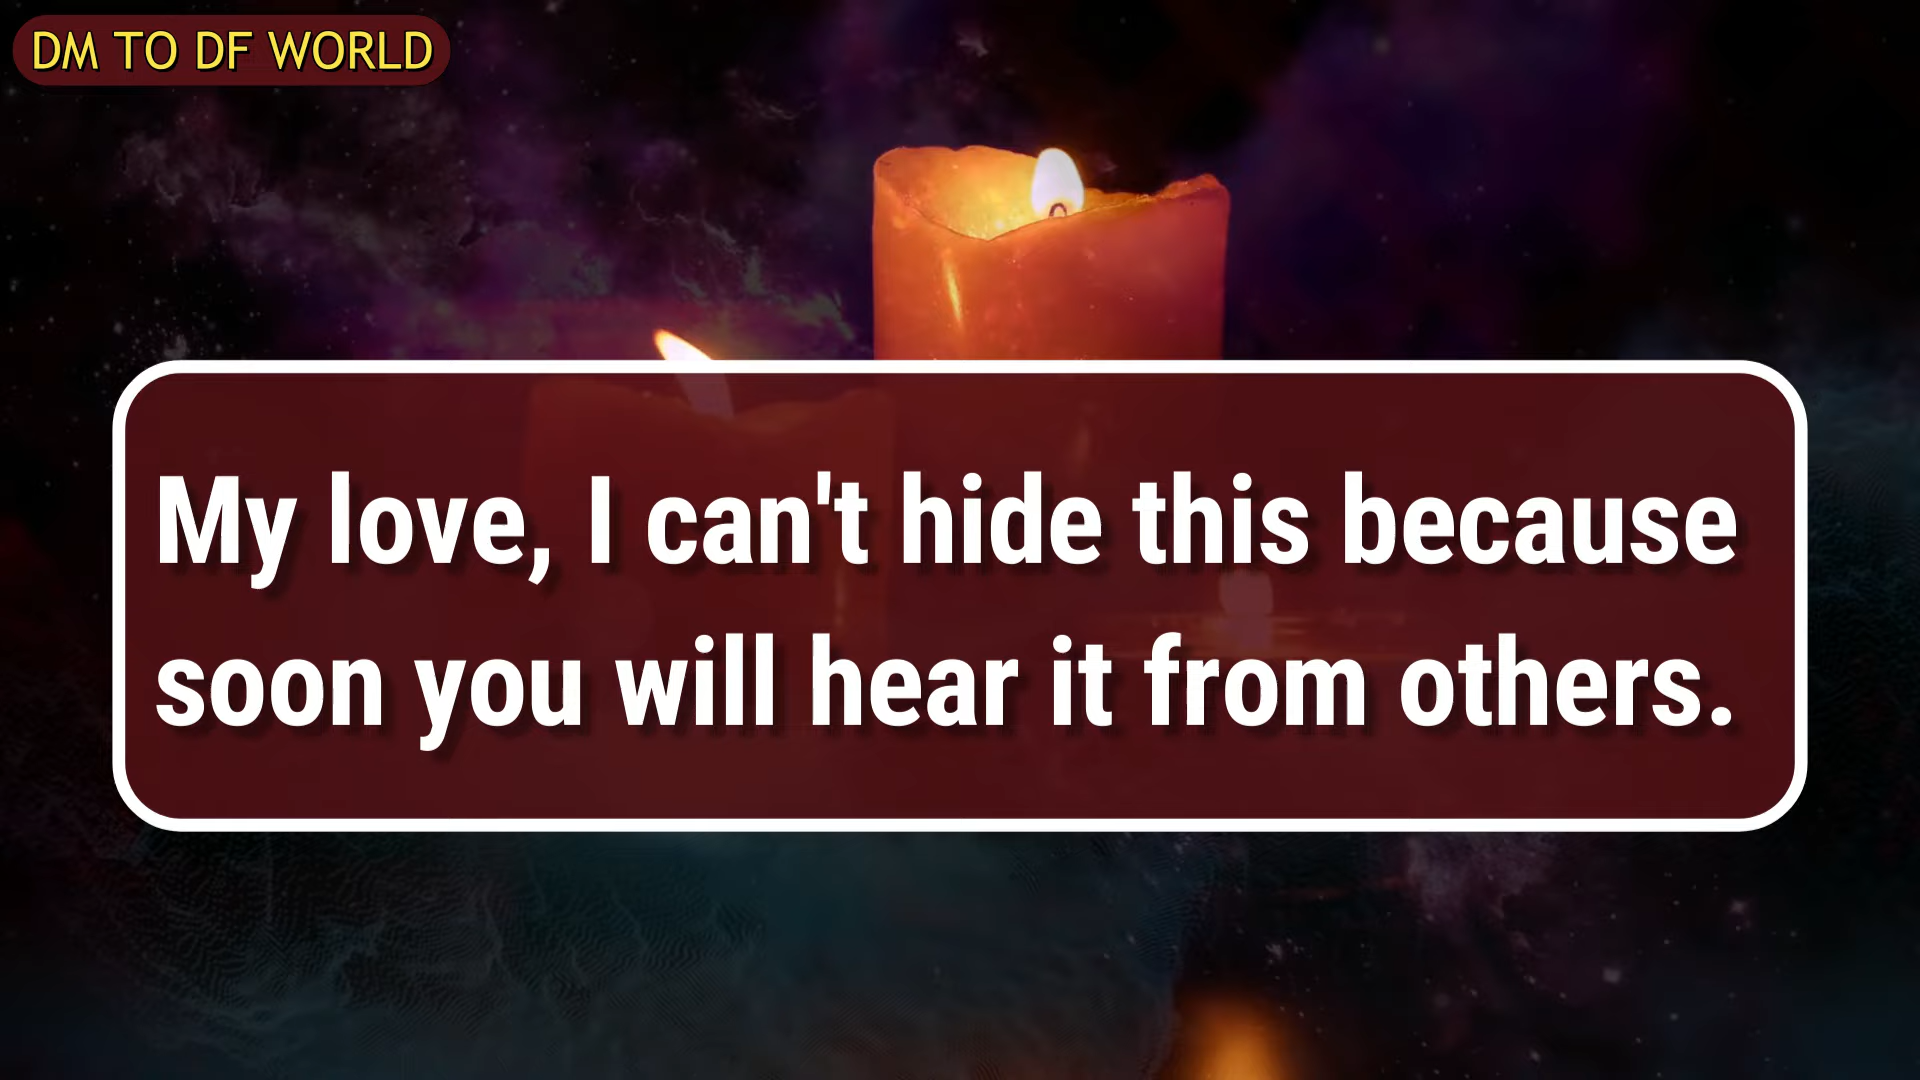 DM TO DF WORLD
My love, I can't hide this because
soon you will hear it from others.